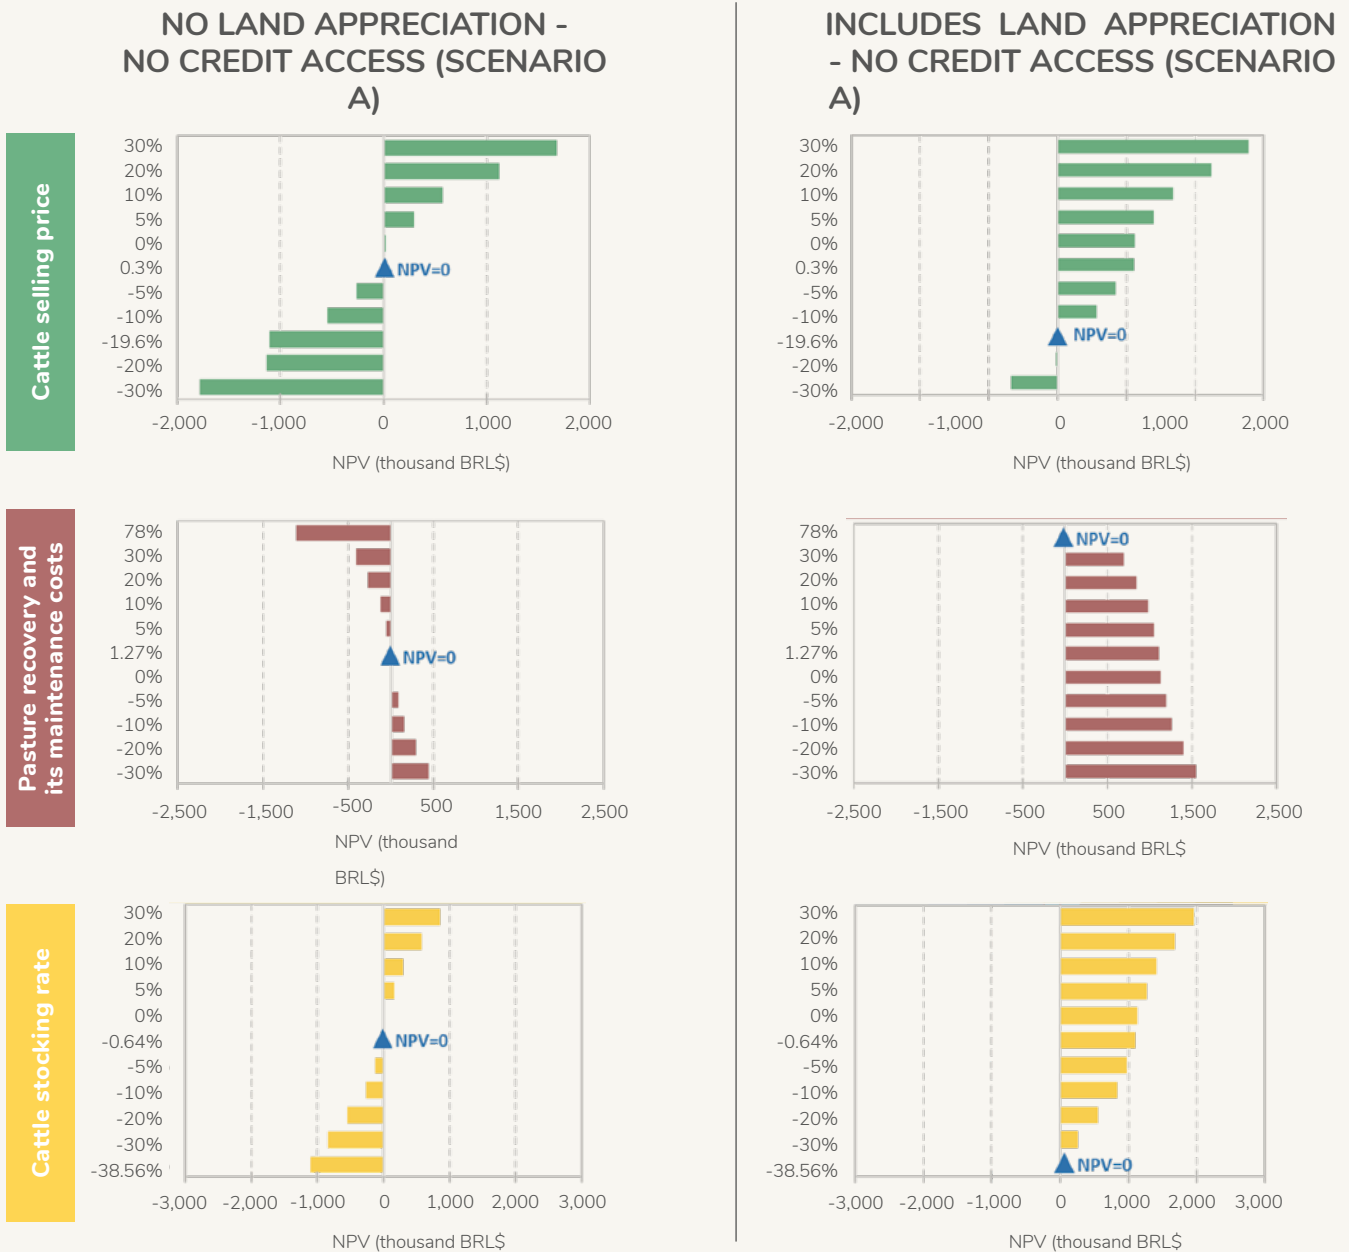 NO LAND APPRECIATION -
NO CREDIT ACCESS (SCENARIO
A)
INCLUDES LAND APPRECIATION
- NO CREDIT ACCESS (SCENARIO
A)
Cattle selling price
30%
20%
10%
5%
0%
0.3%
-5%
-10%
-19.6%
-20%
-30%
NPV=0
-2,000 -1,000 0 1,000 2,000
NPV (thousand BRL$)
30%
20%
10%
5%
0%
0.3%
-5%
-10%
-19.6%
-20%
-30%
NPV=0
-2,000 -1,000 0 1,000 2,000
NPV (thousand BRL$)
Pasture recovery and
its maintenance costs
78%
30%
20%
10%
5%
1.27%
0%
-5%
-10%
-20%
-30%
NPV=0
-2,500 -1,500 -500 500 1,500 2,500
NPV (thousand
BRL$)
78%
30%
20%
10%
5%
1.27%
0%
-5%
-10%
-20%
-30%
NPV=0
-2,500 -1,500 -500 500 1,500 2,500
NPV (thousand BRL$
Cattle stocking rate
30%
20%
10%
5%
0%
-0.64%
-5%
-10%
-20%
-30%
-38.56%
NPV=0
-3,000 -2,000 -1,000 0 1,000 2,000 3,000
NPV (thousand BRL$
30%
20%
10%
5%
0%
-0.64%
-5%
-10%
-20%
-30%
-38.56%
NPV=0
-3,000 -2,000 -1,000 0 1,000 2,000 3,000
NPV (thousand BRL$